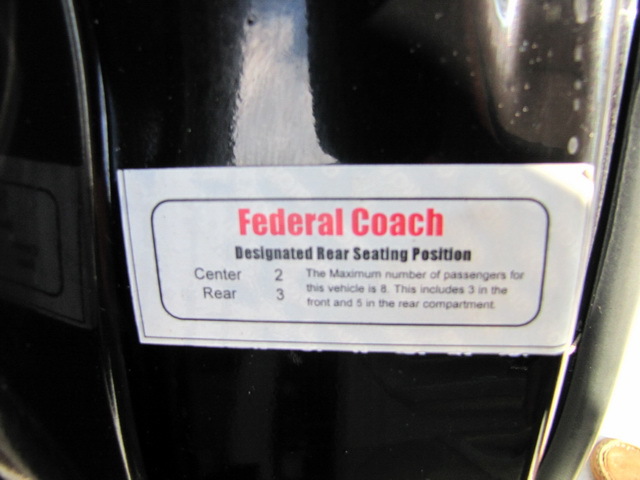 Federal Coach
Designated Rear Seating Position
Center 2
Rear 3
The Maximum number of passengers for
this vehicle is 8. This includes 3 in the
front and 5 in the rear compartment.